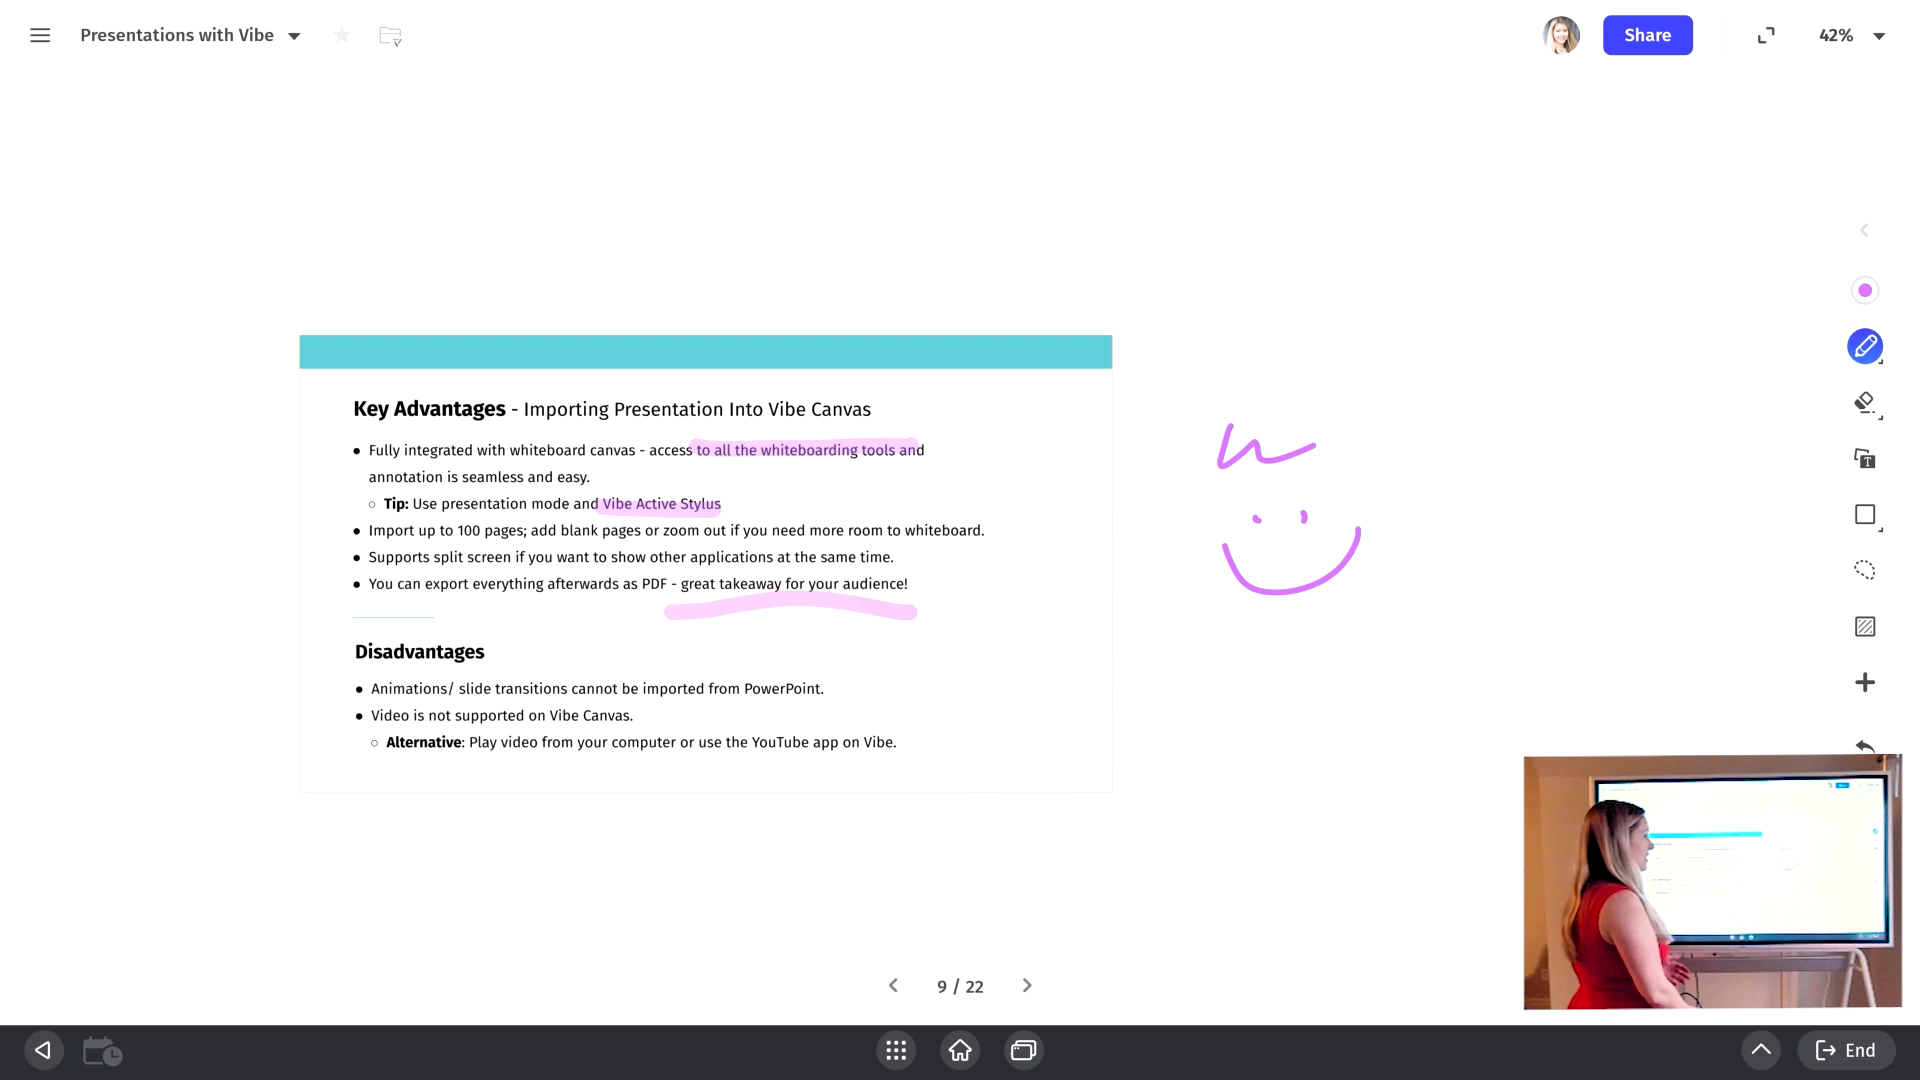 Presentations with Vibe
Share
42%
Key Advantages - Importing Presentation Into Vibe Canvas
● Fully integrated with whiteboard canvas - access to all the whiteboarding tools and
annotation is seamless and easy.
○ Tip: Use presentation mode and Vibe Active Stylus
● Import up to 100 pages; add blank pages or zoom out if you need more room to whiteboard.
● Supports split screen if you want to show other applications at the same time.
● You can export everything afterwards as PDF - great takeaway for your audience!
Disadvantages
● Animations/ slide transitions cannot be imported from PowerPoint.
● Video is not supported on Vibe Canvas.
○ Alternative: Play video from your computer or use the YouTube app on Vibe.
9 / 22
End